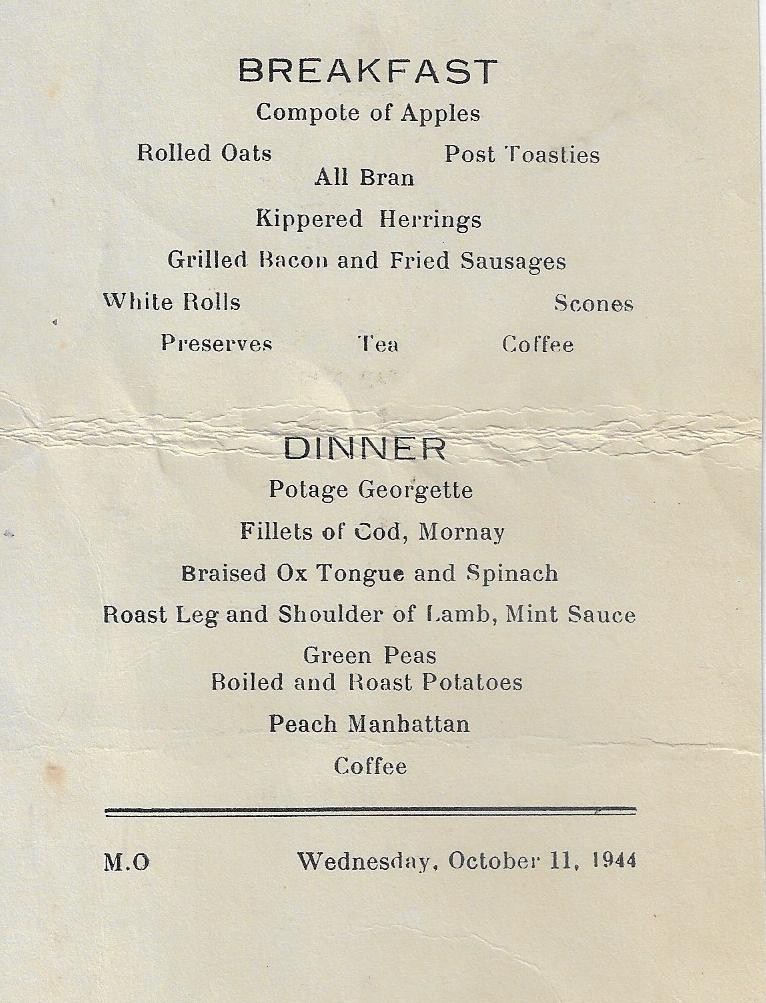 BREAKFAST
Compote of Apples
Rolled Oats Post Toasties
All Bran
Kippered Herrings
Grilled Bacon and Fried Sausages
White Rolls Scones
Preserves Tea Coffee
DINNER
Potage Georgette
Fillets of Cod, Mornay
Braised Ox Tongue and Spinach
Roast Leg and Shoulder of Lamb, Mint Sauce
Green Peas
Boiled and Roast Potatoes
Peach Manhattan
Coffee
M.O Wednesday, October 11, 1944